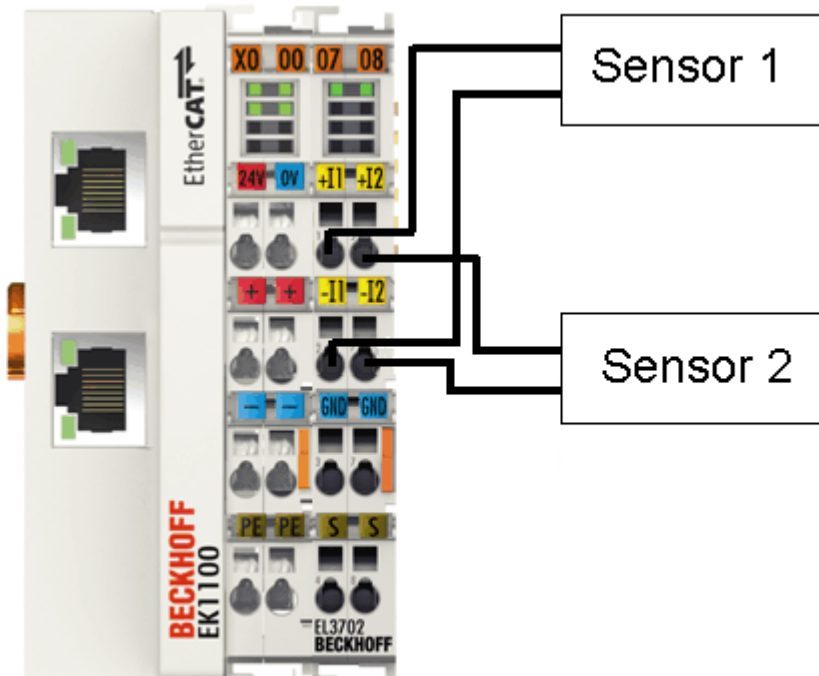 EtherCAT
BECKHOFF
EK1100
X0 00 07 08
24V 0V +I1 +I2
+ + -I1 -I2
- - GND GND
PE PE S S
EL3702
BECKHOFF
Sensor 1
Sensor 2